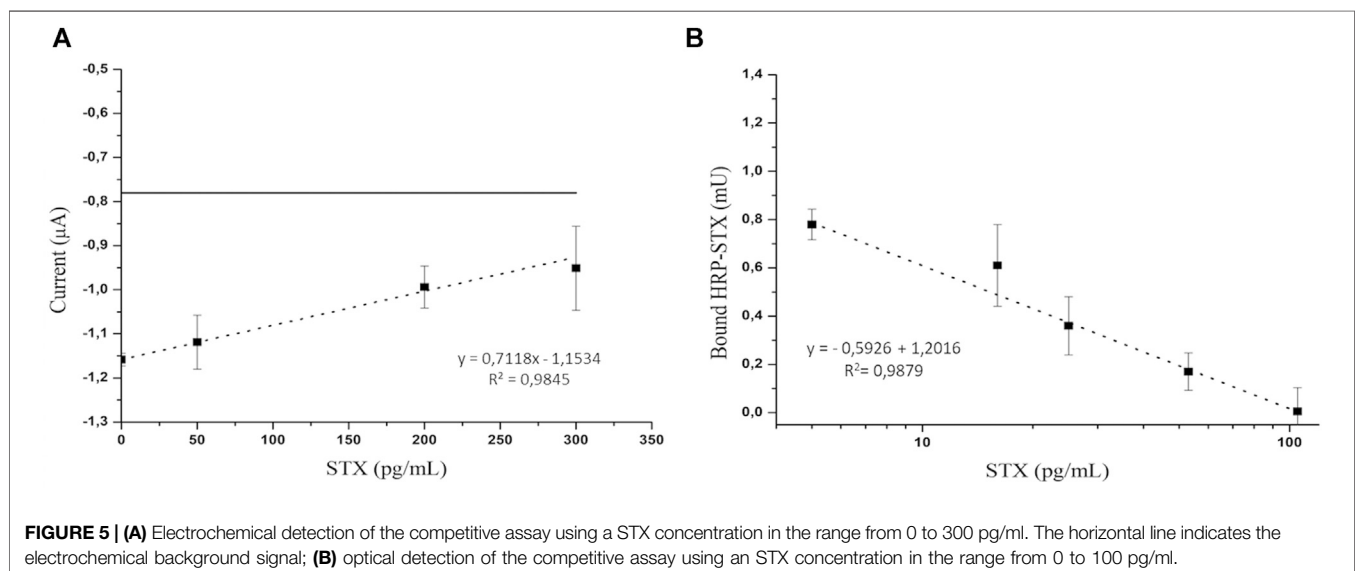 A
-0,5
-0,6
-0,7
-0,8
-0,9
-1,0
-1,1
-1,2
-1,3
Current (µA)
y = 0,7118x - 1,1534
R² = 0,9845
0
50
100
150
200
250
300
350
STX (pg/mL)
B
1,4
1,2
1,0
0,8
0,6
0,4
0,2
0,0
Bound HRP-STX (mU)
y = - 0,5926 + 1,2016
R²= 0,9879
10
100
STX (pg/mL)
FIGURE 5 | (A) Electrochemical detection of the competitive assay using a STX concentration in the range from 0 to 300 pg/ml. The horizontal line indicates the
electrochemical background signal; (B) optical detection of the competitive assay using an STX concentration in the range from 0 to 100 pg/ml.